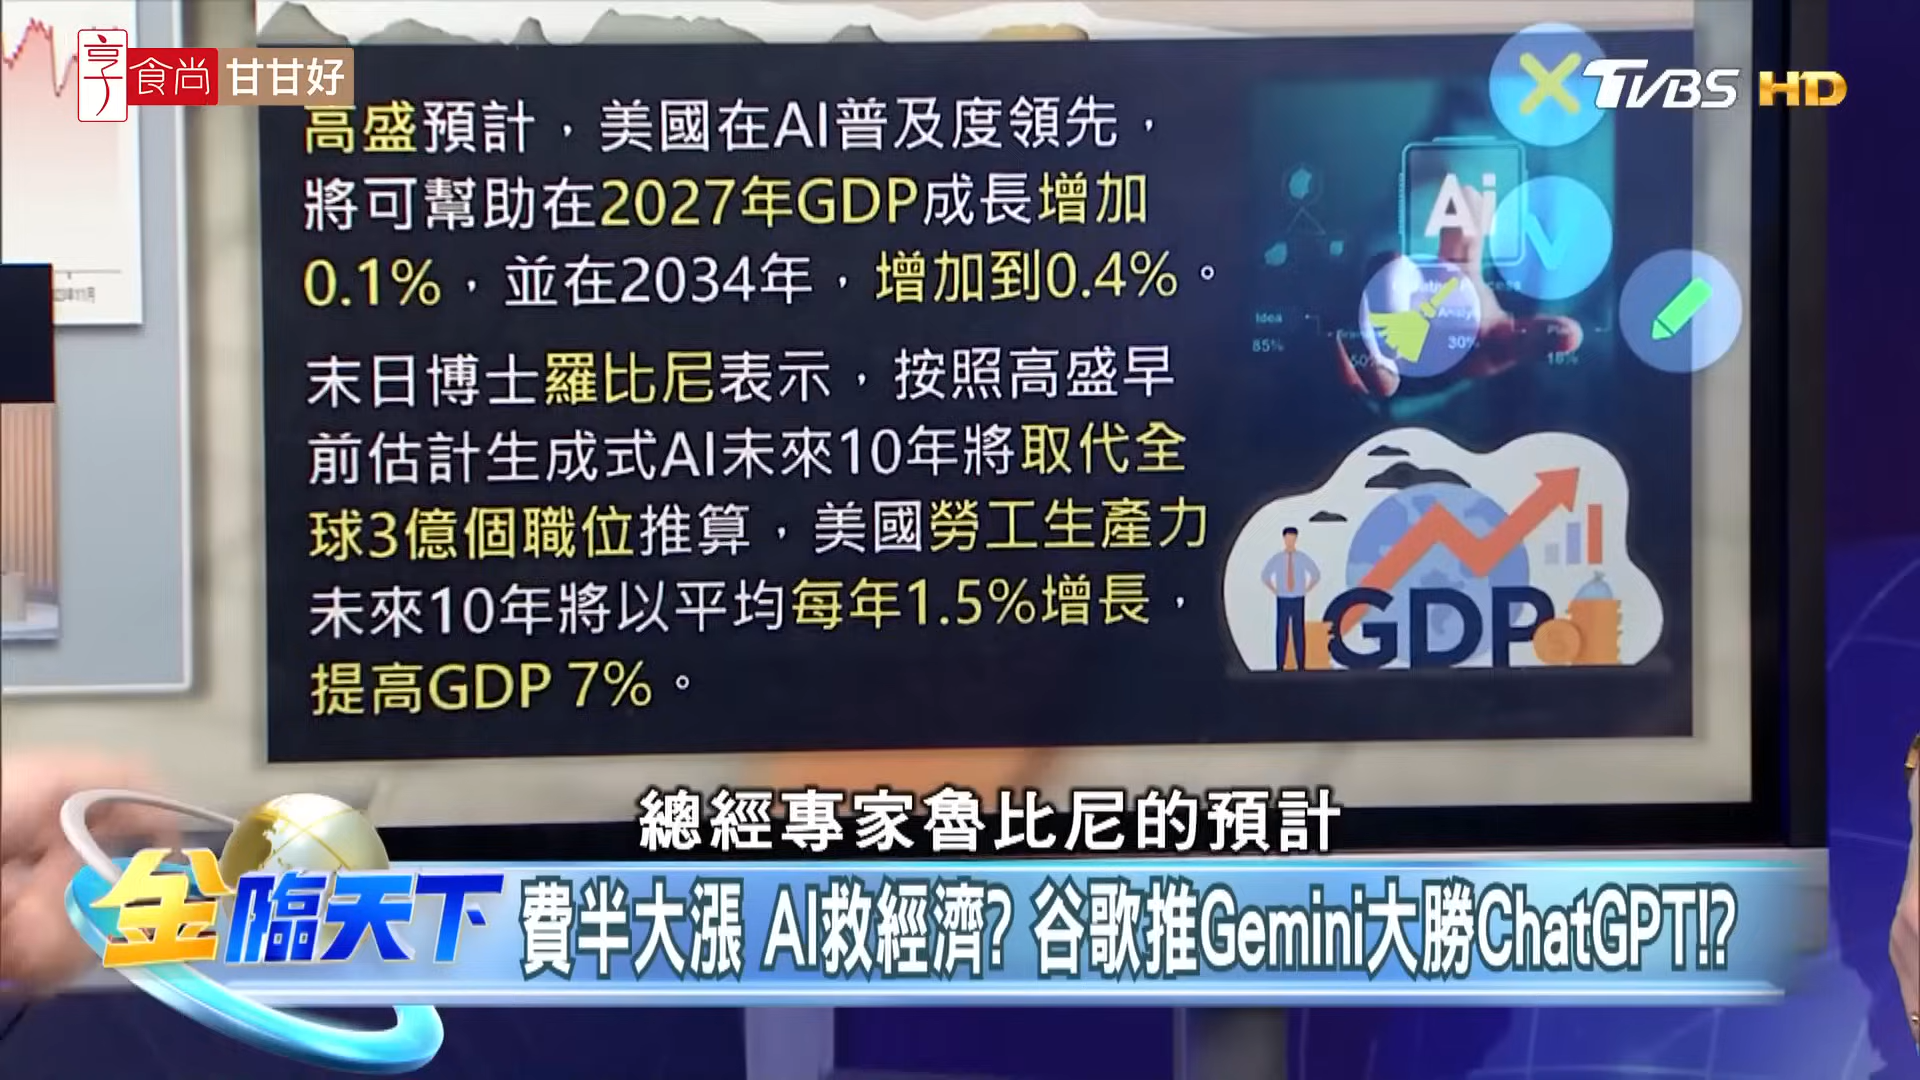 享
食尚
甘甘好
TVBS HD
高盛預計，美國在AI普及度領先，
將可幫助在2027年GDP成長增加
0.1%，並在2034年，增加到0.4%。
末日博士羅比尼表示，按照高盛早
前估計生成式AI未來10年將取代全
球3億個職位推算，美國勞工生產力
未來10年將以平均每年1.5%增長，
提高GDP 7%。
Ai
Idea
85%
30%
GDP
總經專家魯比尼的預計
金臨天下
費半大漲 AI救經濟? 谷歌推Gemini大勝ChatGPT!?